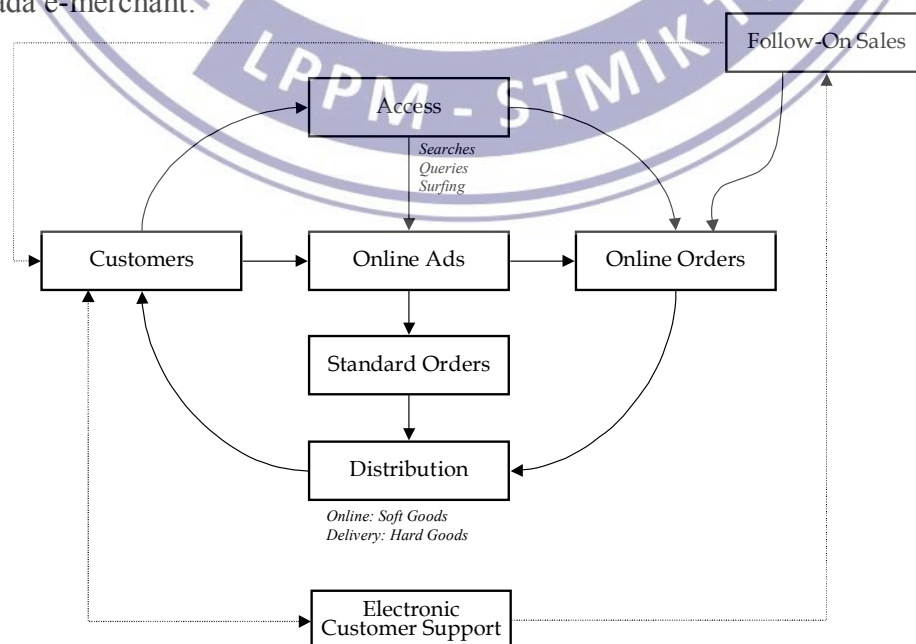 ada e-merchant.
Follow-On Sales
LPPM - STMIK
Access
Searches
Queries
Surfing
Customers
Online Ads
Online Orders
Standard Orders
Distribution
Online: Soft Goods
Delivery: Hard Goods
Electronic
Customer Support